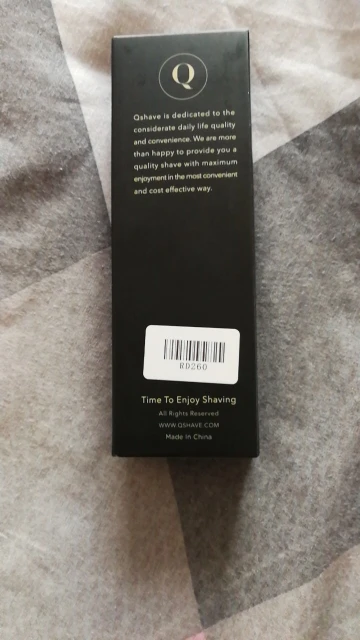 Q
Qshave is dedicated to the
considerate daily life quality
and convenience. We are more
than happy to provide you a
quality shave with maximum
enjoyment in the most convenient
and cost effective way.
RD260
Time To Enjoy Shaving
All Rights Reserved
WWW.QSHAVE.COM
Made in China